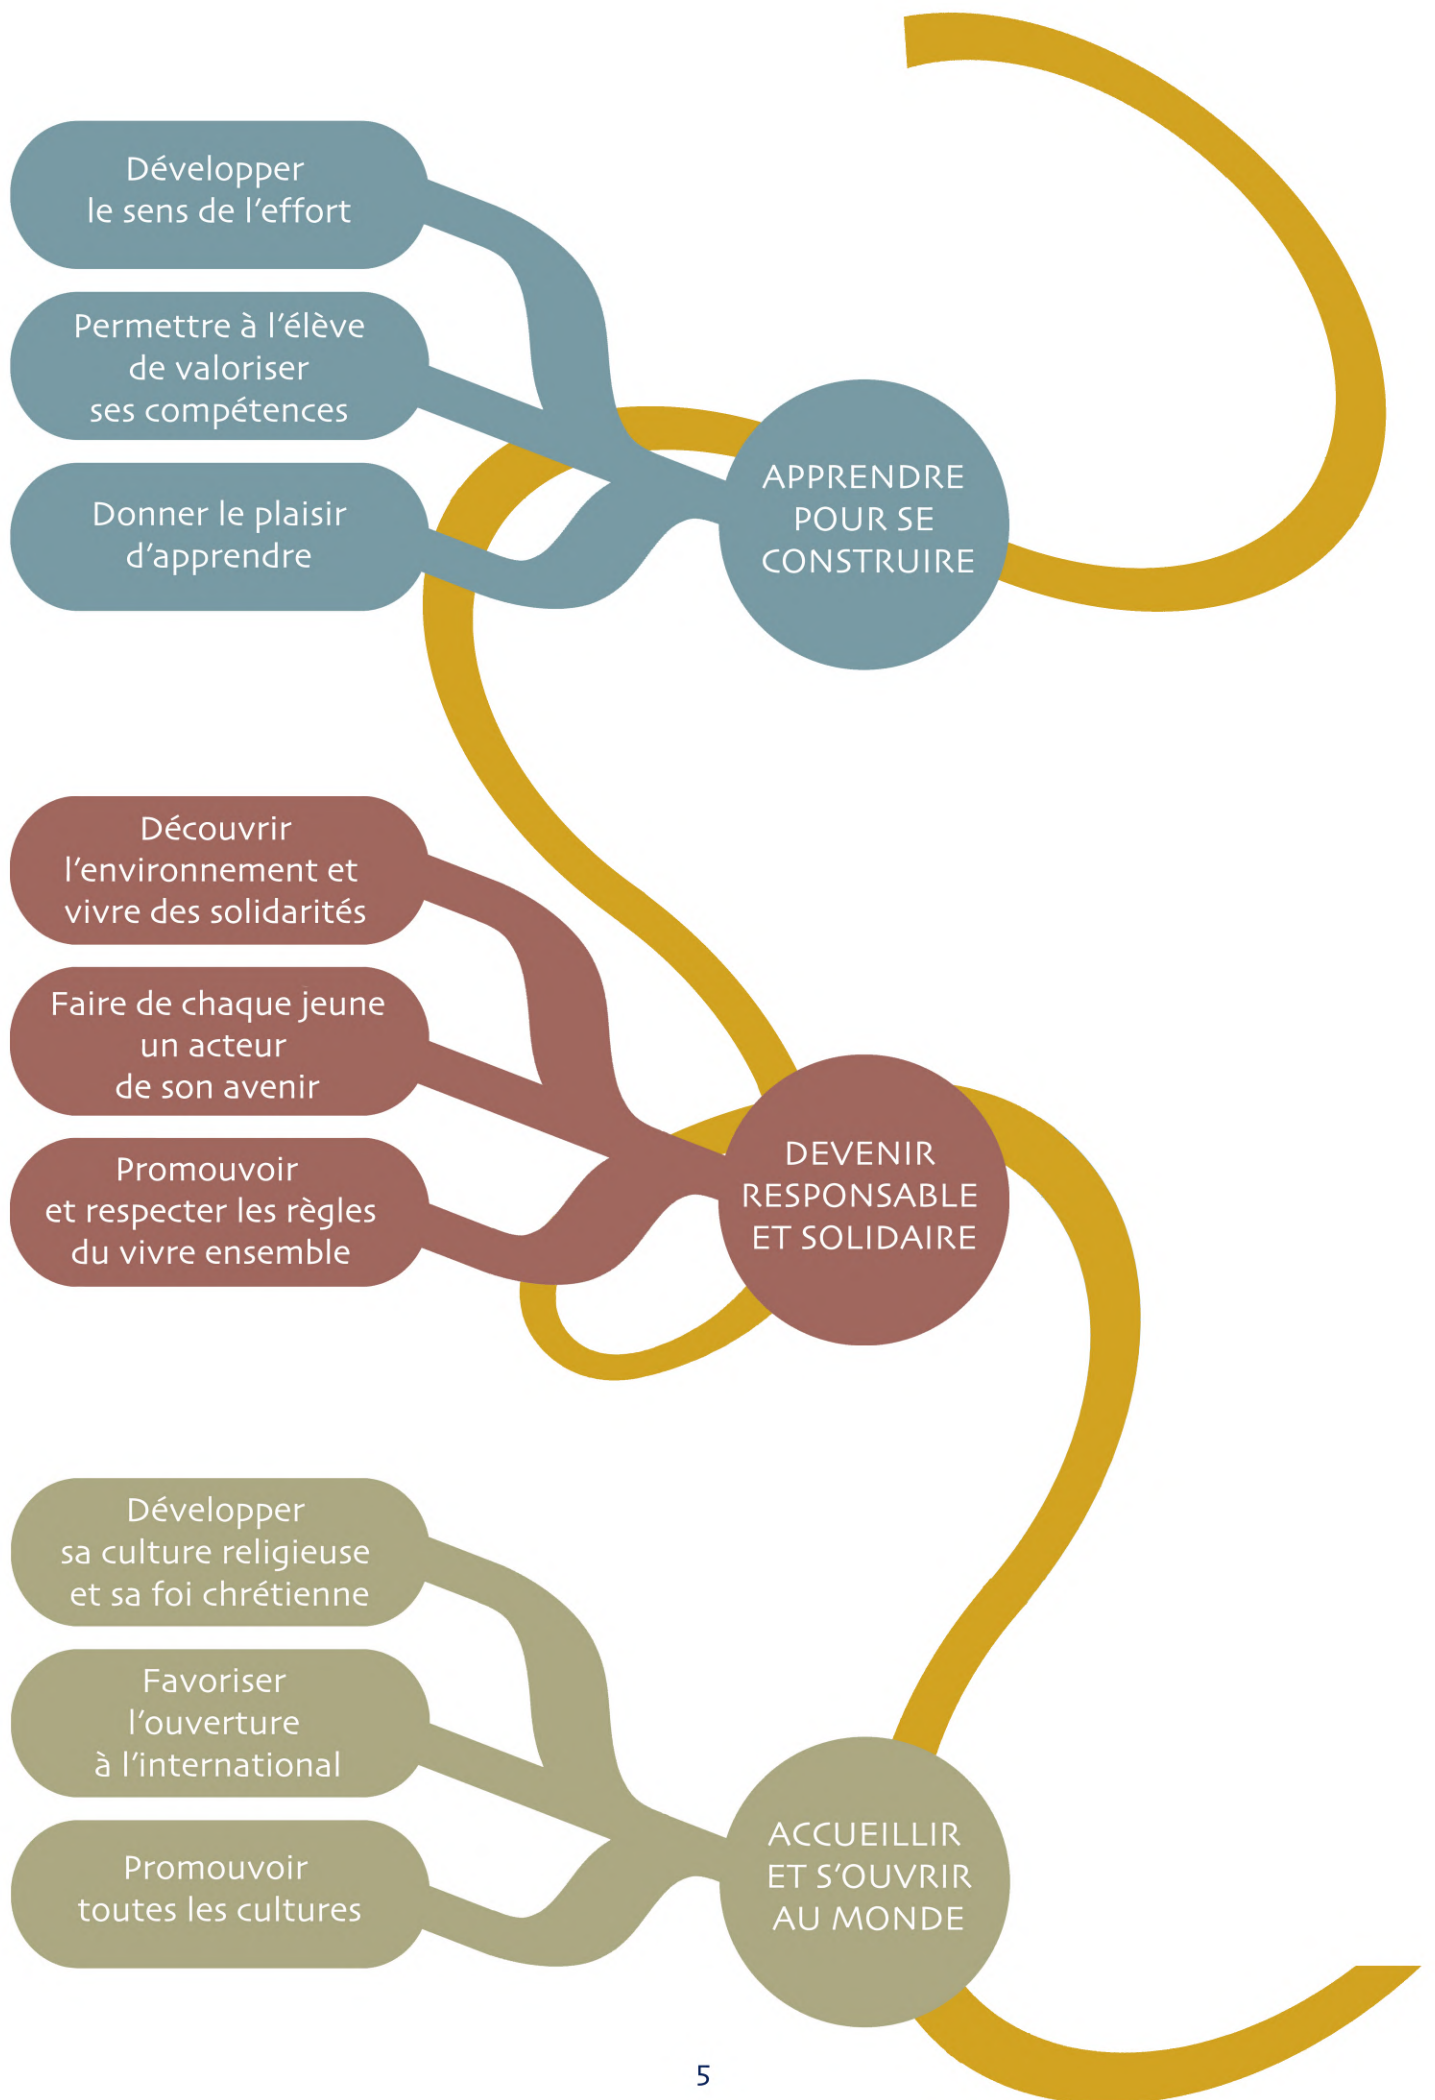 Développer
le sens de l’effort
Permettre à l’élève
de valoriser
ses compétences
Donner le plaisir
d’apprendre
APPRENDRE
POUR SE
CONSTRUIRE
Découvrir
l’environnement et
vivre des solidarités
Faire de chaque jeune
un acteur
de son avenir
Promouvoir
et respecter les règles
du vivre ensemble
DEVENIR
RESPONSABLE
ET SOLIDAIRE
Développer
sa culture religieuse
et sa foi chrétienne
Favoriser
l’ouverture
à l’international
Promouvoir
toutes les cultures
ACCUEILLIR
ET S’OUVRIR
AU MONDE
5